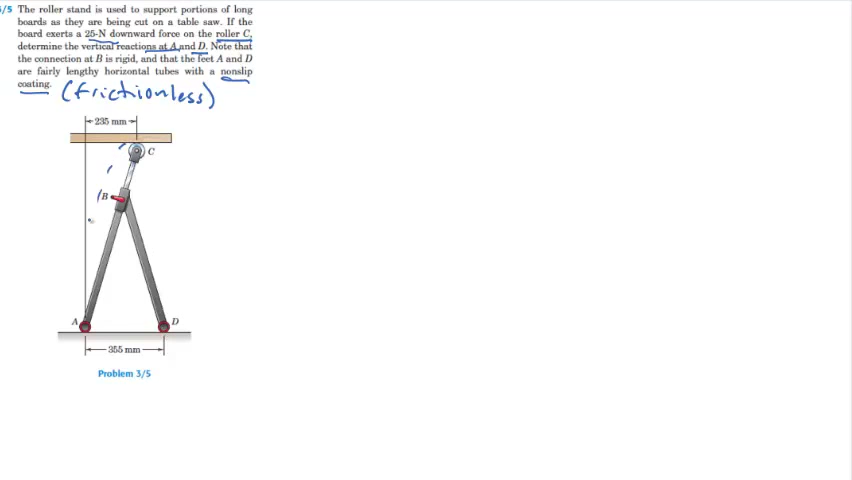 3/5 The roller stand is used to support portions of long
boards as they are being cut on a table saw. If the
board exerts a 25-N downward force on the roller C,
determine the vertical reactions at A and D. Note that
the connection at B is rigid, and that the feet A and D
are fairly lengthy horizontal tubes with a nonslip
coating. (frictionless)
235 mm
C
B
A
D
355 mm
Problem 3/5